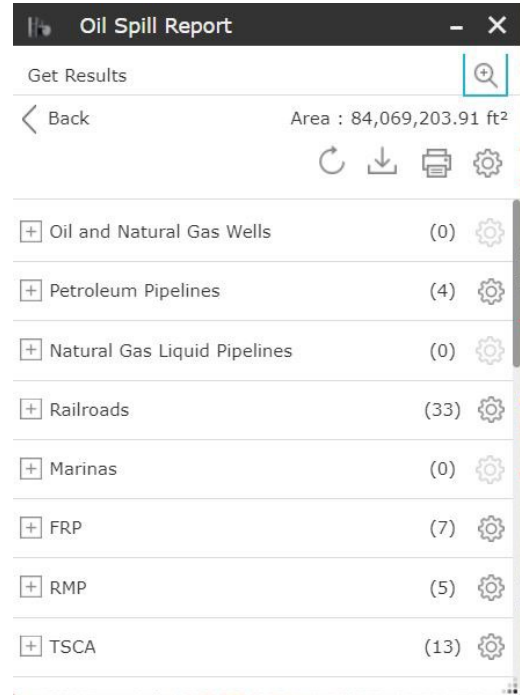 Oil Spill Report
Get Results
Back Area : 84,069,203.91 ft²
Oil and Natural Gas Wells (0)
Petroleum Pipelines (4)
Natural Gas Liquid Pipelines (0)
Railroads (33)
Marinas (0)
FRP (7)
RMP (5)
TSCA (13)